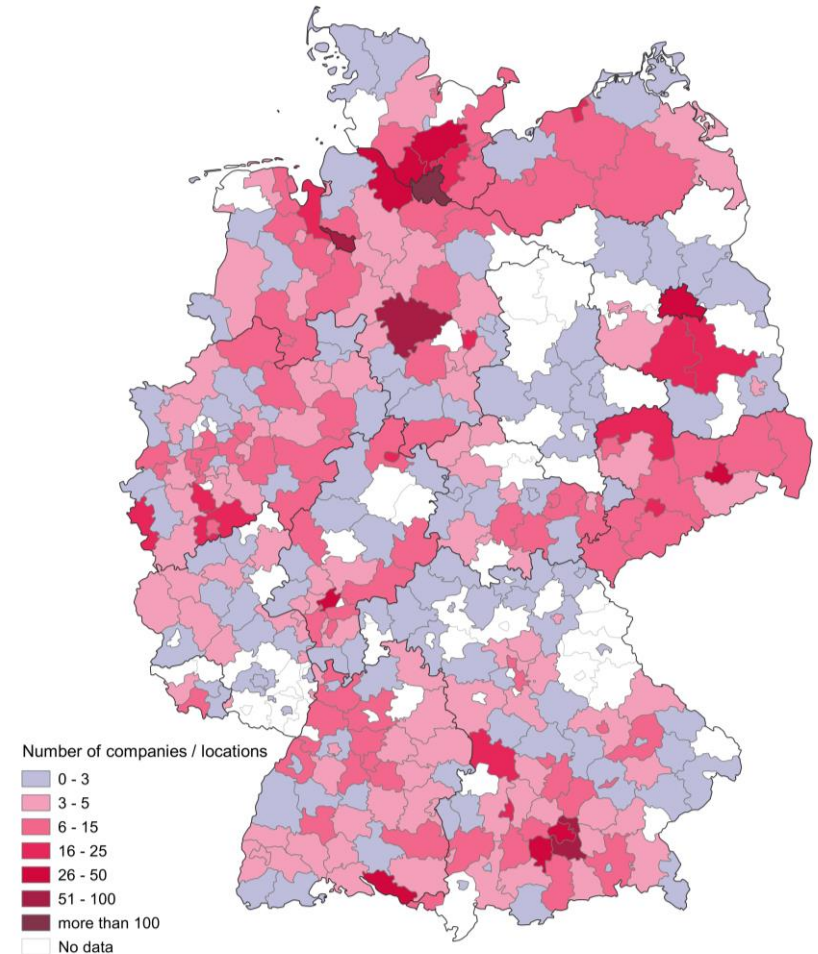 Number of companies / locations
0 - 3
3 - 5
6 - 15
16 - 25
26 - 50
51 - 100
more than 100
No data